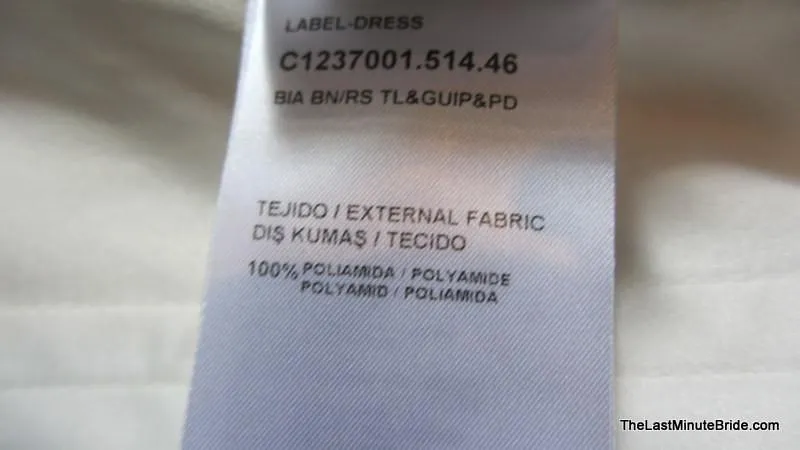 LABEL-DRESS
C1237001.514.46
BIA BN/RS TL&GUIP&PD
TEJIDO / EXTERNAL FABRIC
DIŞ KUMAŞ / TECIDO
100% POLIAMIDA / POLYAMIDE
POLYAMID / POLIAMIDA
TheLastMinuteBride.com